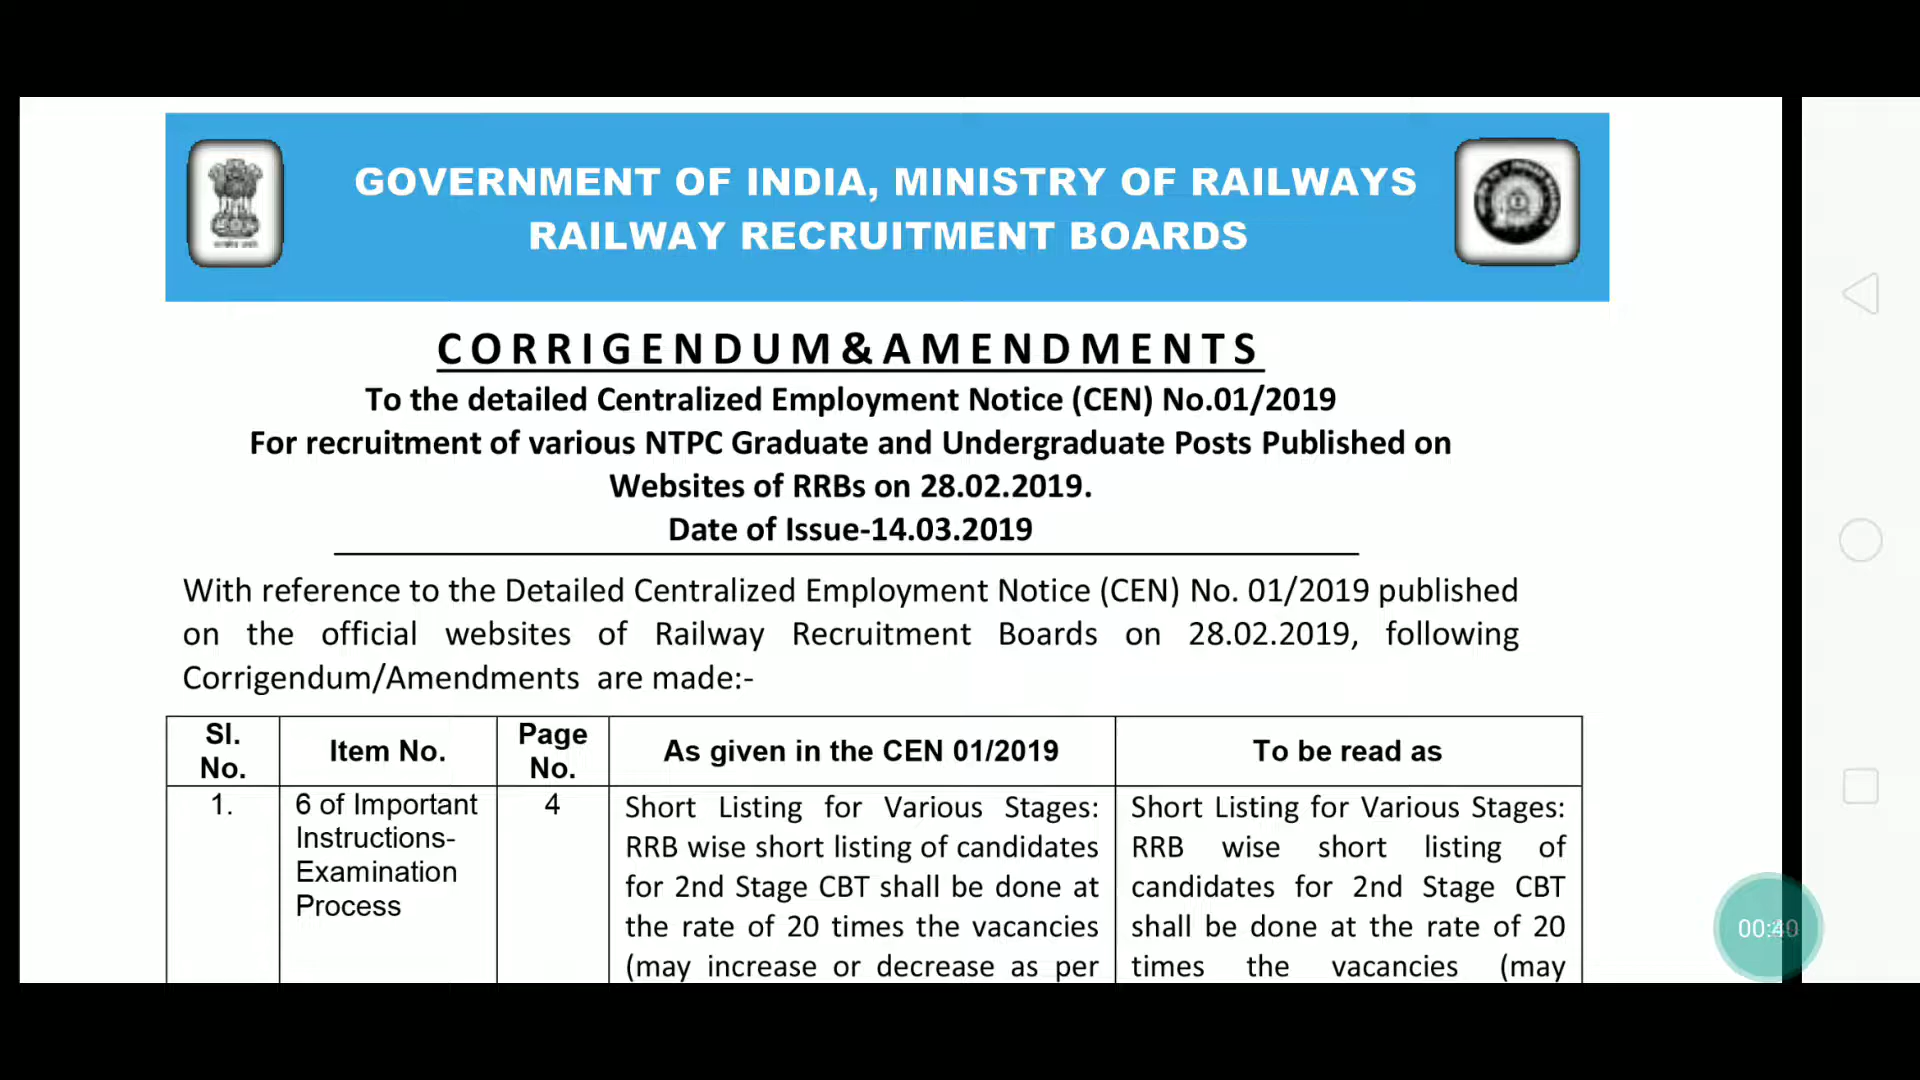 GOVERNMENT OF INDIA, MINISTRY OF RAILWAYS
RAILWAY RECRUITMENT BOARDS
CORRIGENDUM&AMENDMENTS
To the detailed Centralized Employment Notice (CEN) No.01/2019
For recruitment of various NTPC Graduate and Undergraduate Posts Published on
Websites of RRBs on 28.02.2019.
Date of Issue-14.03.2019
With reference to the Detailed Centralized Employment Notice (CEN) No. 01/2019 published
on the official websites of Railway Recruitment Boards on 28.02.2019, following
Corrigendum/Amendments are made:-
Sl.
No.
Item No.
Page
No.
As given in the CEN 01/2019
To be read as
1.
6 of Important
Instructions-
Examination
Process
4
Short Listing for Various Stages:
RRB wise short listing of candidates
for 2nd Stage CBT shall be done at
the rate of 20 times the vacancies
(may increase or decrease as per
Short Listing for Various Stages:
RRB wise short listing of
candidates for 2nd Stage CBT
shall be done at the rate of 20
times the vacancies (may